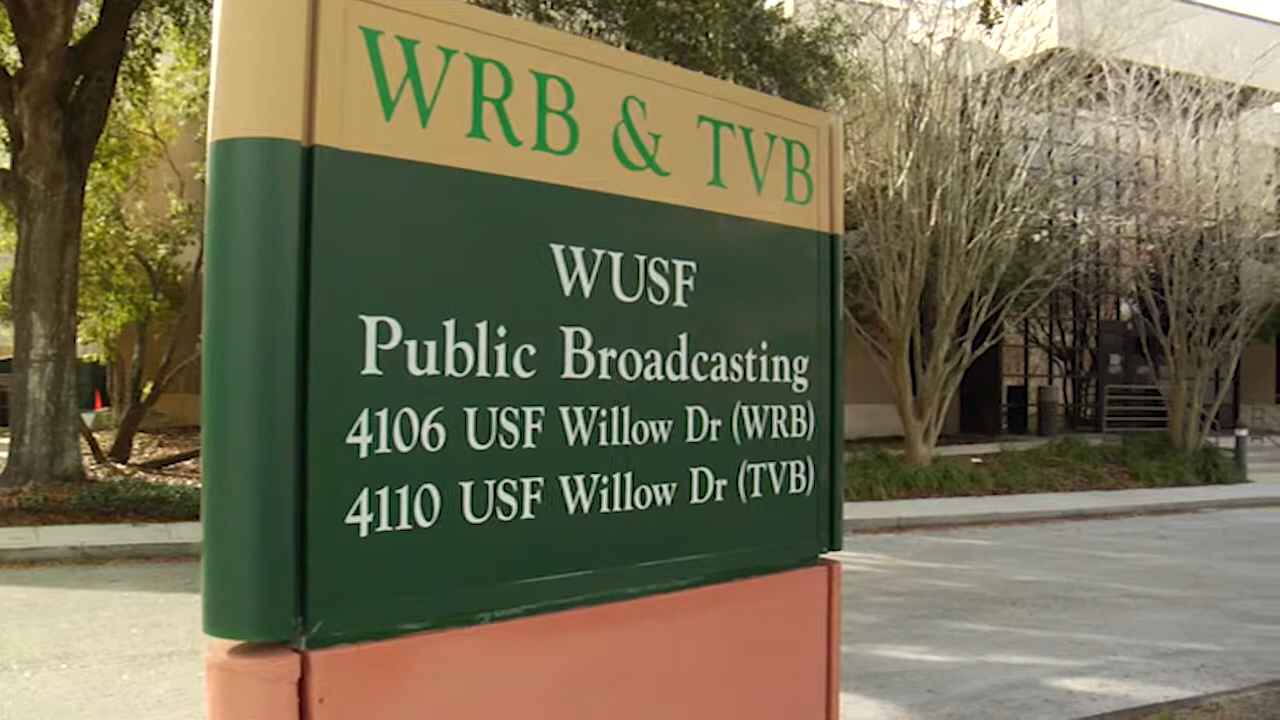 WRB & TVB
WUSF
Public Broadcasting
4106 USF Willow Dr (WRB)
4110 USF Willow Dr (TVB)